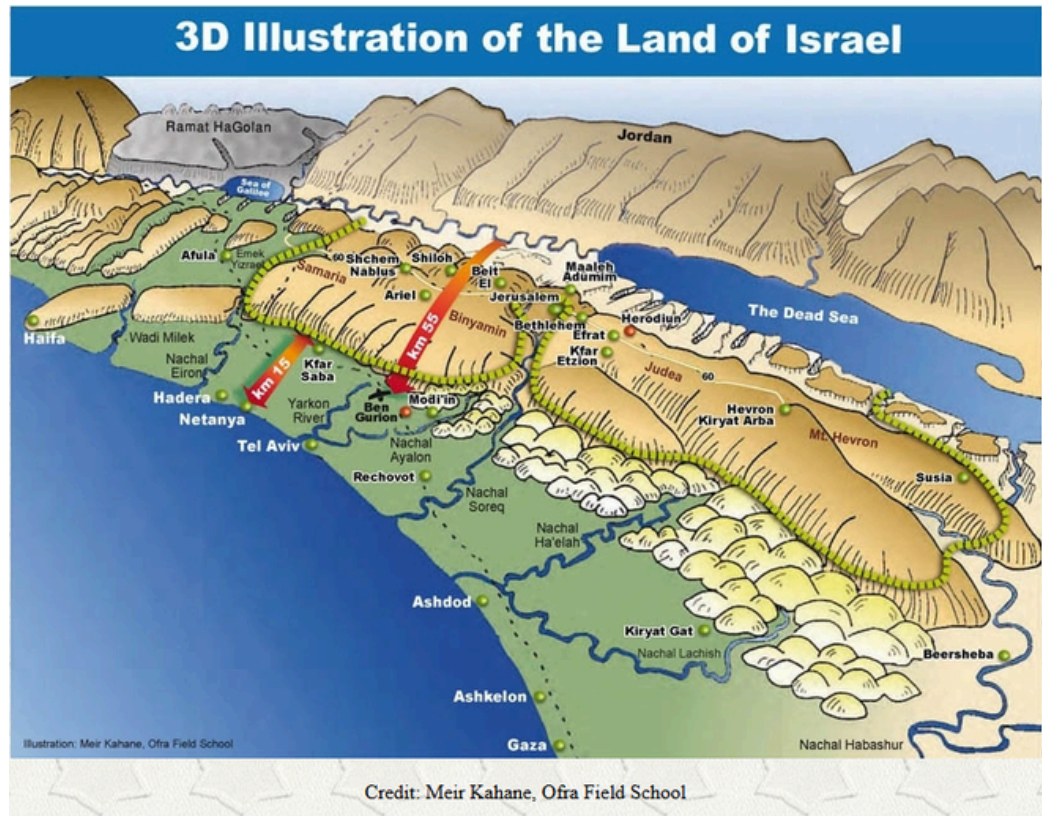 3D Illustration of the Land of Israel
Ramat HaGolan
Jordan
Sea of
Galilee
Afula
Emek
Yizrael
60
Shchem
Nablus
Shiloh
Samaria
Beit
El
Maaleh
Adumim
Ariel
Jerusalem
The Dead Sea
Binyamin
Bethlehem
Herodiun
Efrat
Kfar
Etzion
km 55
Haifa
Wadi Milek
Nachal
Eiron
km 15
Kfar
Saba
Judea
60
Hadera
Netanya
Yarkon
River
Ben
Gurion
Modi'in
Hevron
Kiryat Arba
Mt. Hevron
Tel Aviv
Nachal
Ayalon
Rechovot
Susia
Nachal
Soreq
Nachal
Ha'elah
Ashdod
Kiryat Gat
Nachal Lachish
Beersheba
Ashkelon
Gaza
Nachal Habashur
Illustration: Meir Kahane, Ofra Field School
Credit: Meir Kahane, Ofra Field School